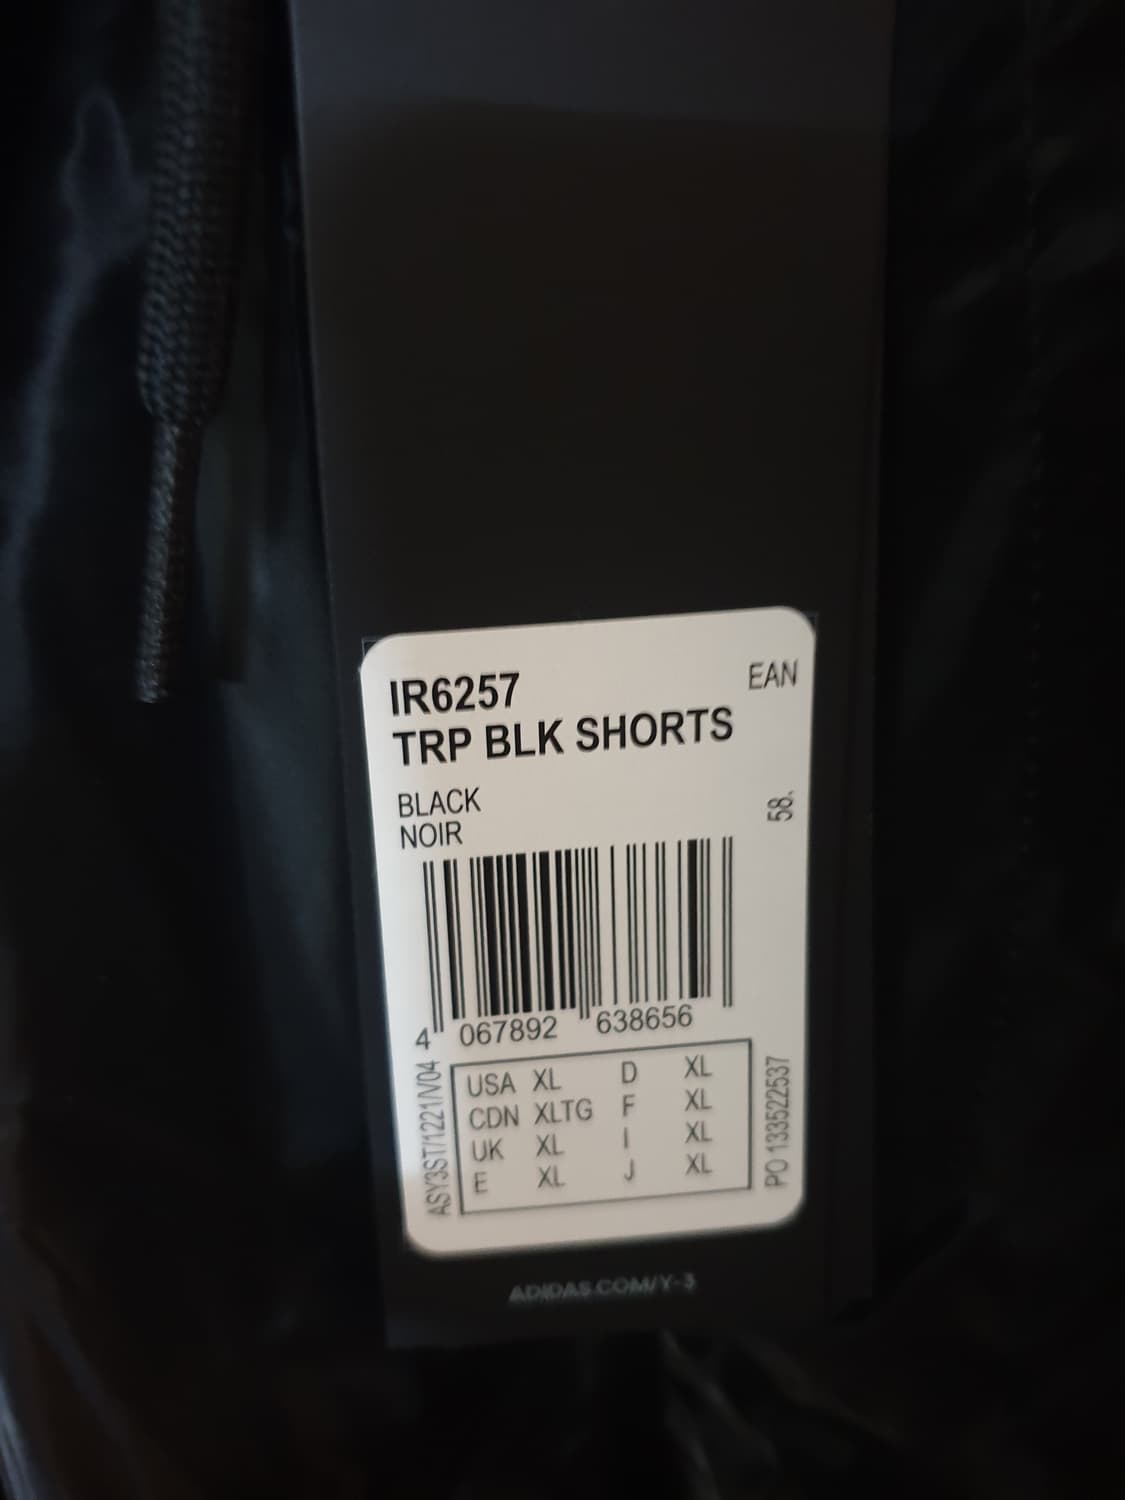 IR6257
EAN
TRP BLK SHORTS
BLACK
NOIR
58.
4 067892 638656
ASY3ST/1221/V04
USA XL D XL
CDN XLTG F XL
UK XL I XL
E XL J XL
PO 133522537
ADIDAS.COM/Y-3